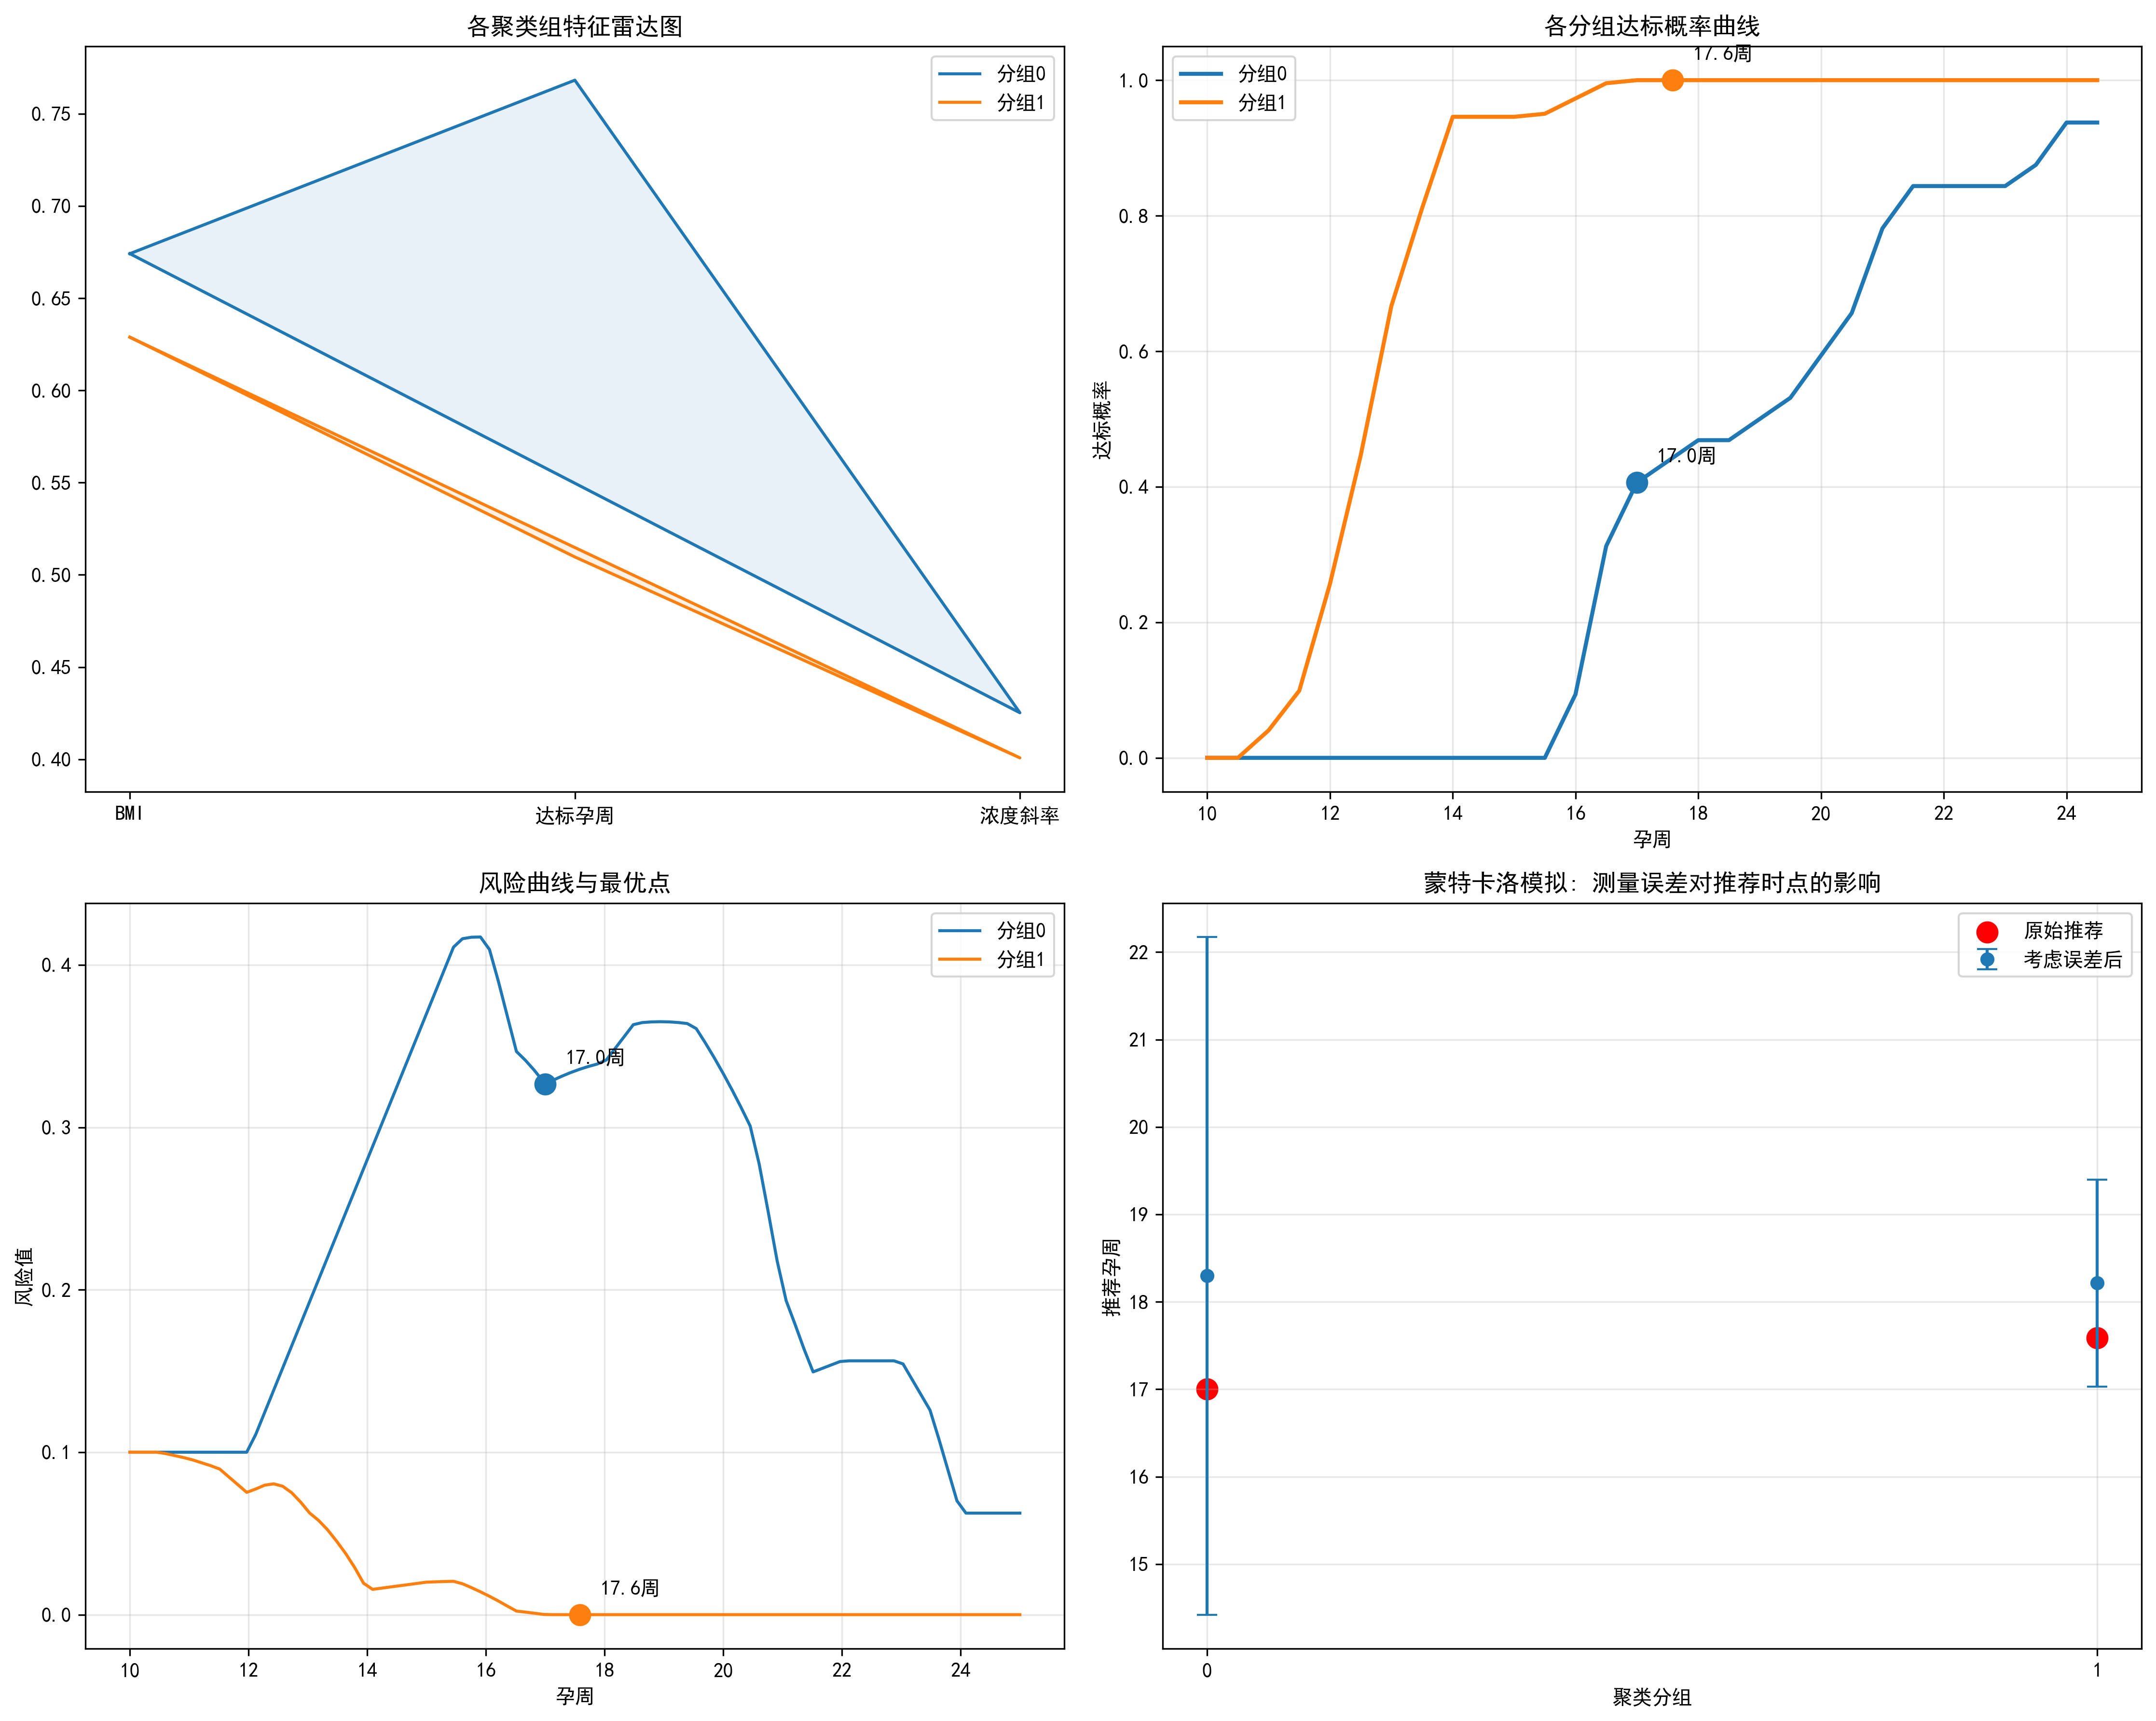 各聚类组特征雷达图
分组0
分组1
0.75
0.70
0.65
0.60
0.55
0.50
0.45
0.40
BMI
达标孕周
浓度斜率
各分组达标概率曲线
分组0
分组1
17.6周
17.0周
达标概率
1.0
0.8
0.6
0.4
0.2
0.0
10
12
14
16
18
20
22
24
孕周
风险曲线与最优点
分组0
分组1
17.0周
17.6周
风险值
0.4
0.3
0.2
0.1
0.0
10
12
14
16
18
20
22
24
孕周
蒙特卡洛模拟: 测量误差对推荐时点的影响
原始推荐
考虑误差后
推荐孕周
22
21
20
19
18
17
16
15
0
1
聚类分组